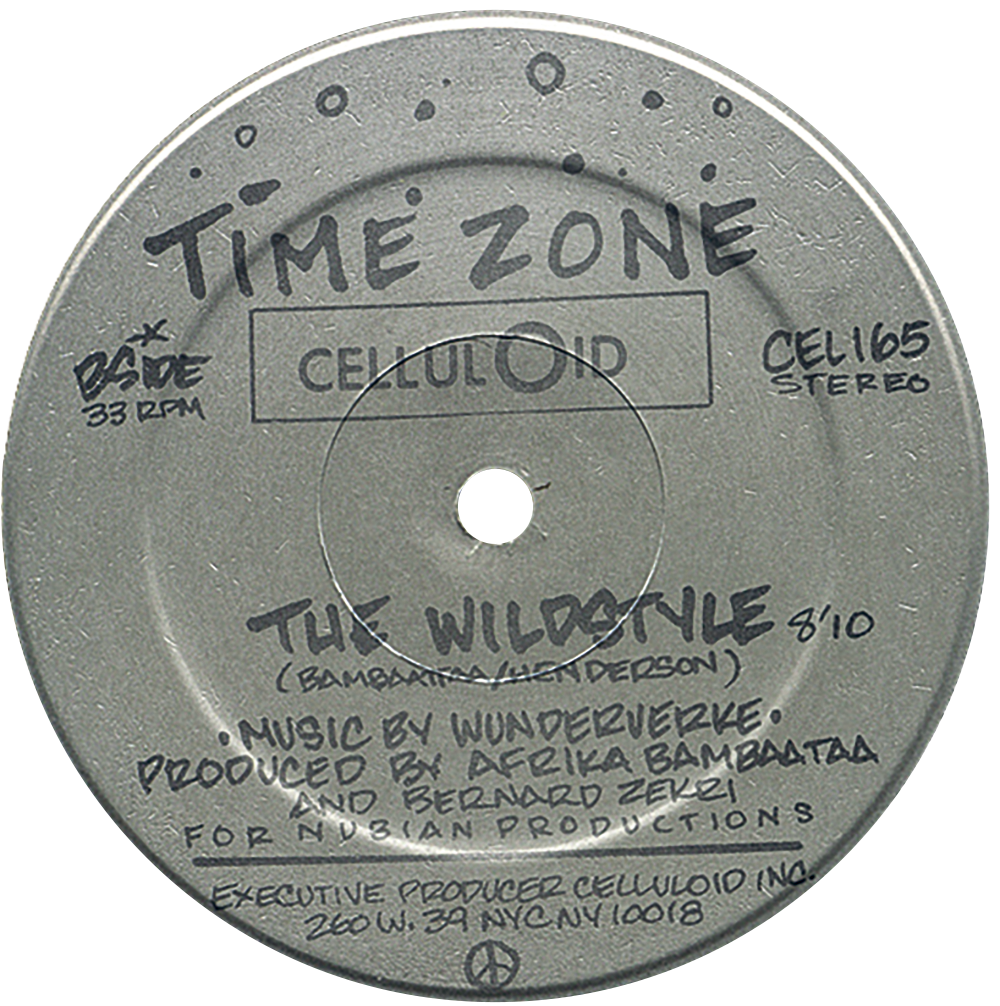 TIME ZONE
CELLULOID
B SIDE
33 RPM
CEL 165
STEREO
THE WILDSTYLE 8'10
(BAMBAATAA/HENDERSON)
•MUSIC BY WUNDERVERKE•
PRODUCED BY AFRIKA BAMBAATAA
AND BERNARD ZEKRI
FOR NUBIAN PRODUCTIONS
EXECUTIVE PRODUCER CELLULOID INC.
260 W. 39 NYC NY 10018